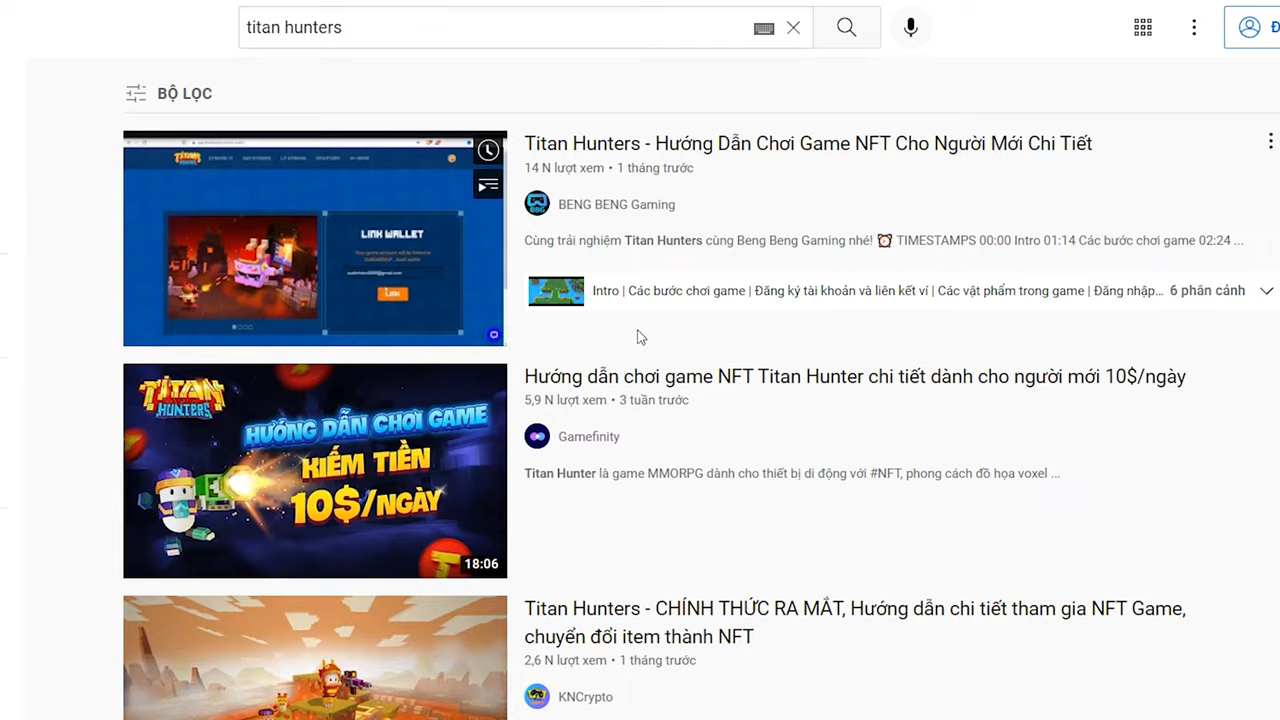 titan hunters
Đ
BỘ LỌC
TITAN
HUNTERS
LINK WALLET
LINK
Titan Hunters - Hướng Dẫn Chơi Game NFT Cho Người Mới Chi Tiết
14 N lượt xem • 1 tháng trước
BBG
BENG BENG Gaming
Cùng trải nghiệm Titan Hunters cùng Beng Beng Gaming nhé! ⏰ TIMESTAMPS 00:00 Intro 01:14 Các bước chơi game 02:24 ...
Intro | Các bước chơi game | Đăng ký tài khoản và liên kết ví | Các vật phẩm trong game | Đăng nhập... 6 phân cảnh
TITAN
HUNTERS
HƯỚNG DẪN CHƠI GAME
KIẾM TIỀN
10$/NGÀY
18:06
Hướng dẫn chơi game NFT Titan Hunter chi tiết dành cho người mới 10$/ngày
5,9 N lượt xem • 3 tuần trước
Gamefinity
Titan Hunter là game MMORPG dành cho thiết bị di động với #NFT, phong cách đồ họa voxel ...
Titan Hunters - CHÍNH THỨC RA MẮT, Hướng dẫn chi tiết tham gia NFT Game,
chuyển đổi item thành NFT
2,6 N lượt xem • 1 tháng trước
KNCrypto